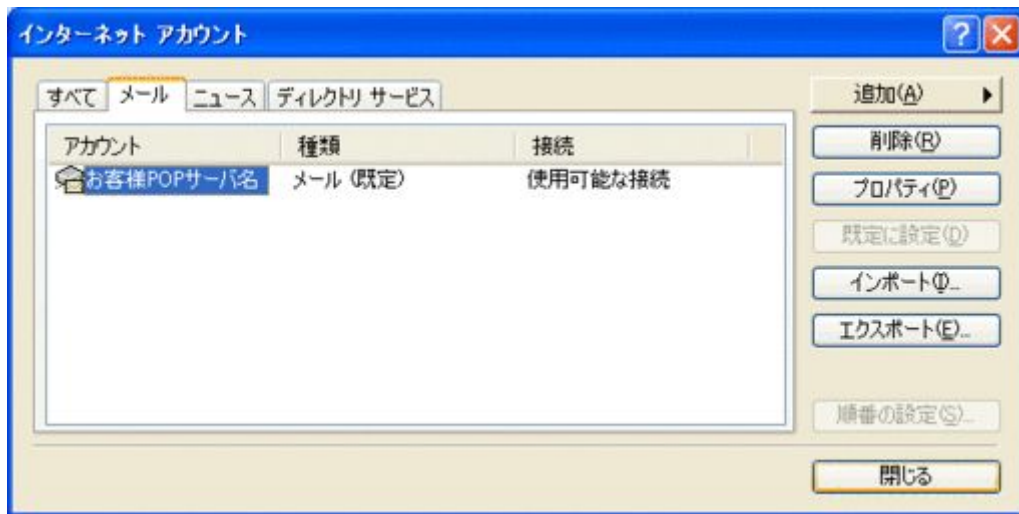 インターネット アカウント
すべて メール ニュース ディレクトリ サービス
アカウント 種類 接続
お客様POPサーバ名 メール (既定) 使用可能な接続
追加(A)
削除(R)
プロパティ(P)
既定に設定(D)
インポート(I)...
エクスポート(E)...
順番の設定(S)...
閉じる